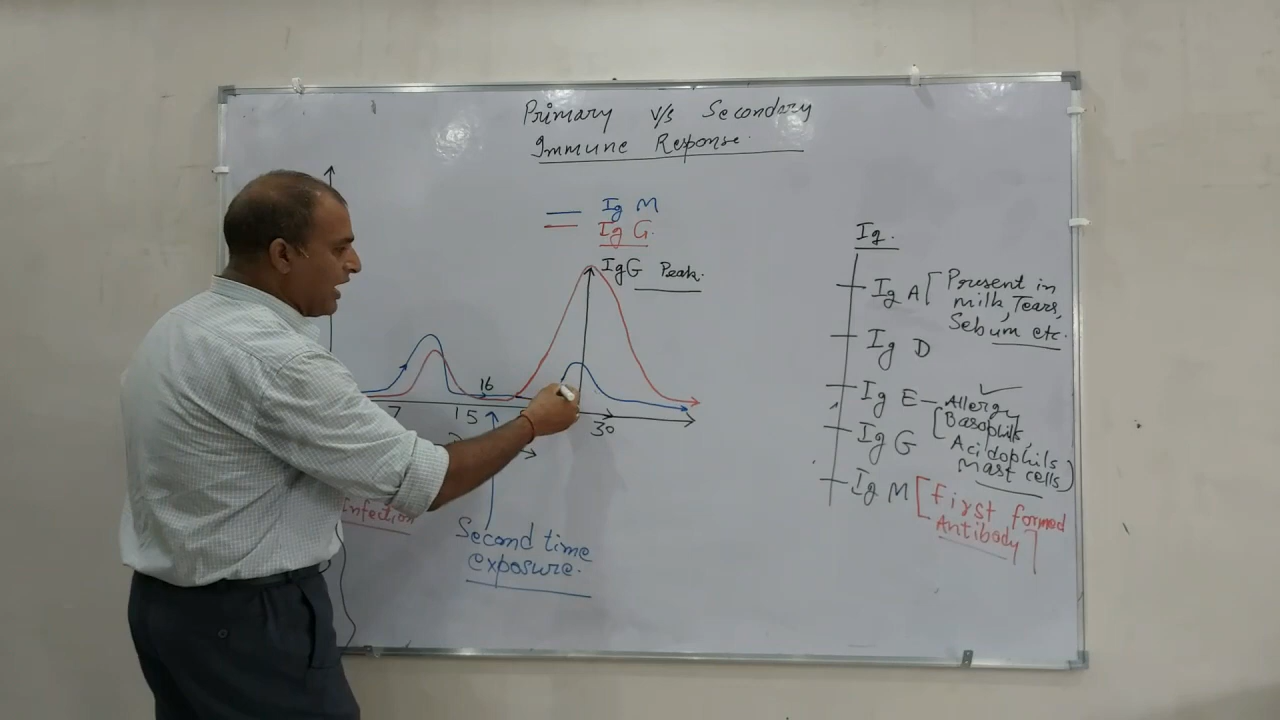 Primary v/s Secondary
Immune Response.
Ig M
Ig G.
IgG Peak.
16
7
15
30
Infection
Second time
exposure.
Ig.
Ig A [ Present in
milk, Tears,
Sebum etc.
Ig D
Ig E – Allergy
[ Basophils,
Ig G
Acidophils
Mast cells)
Ig M [ First formed
Antibody ]